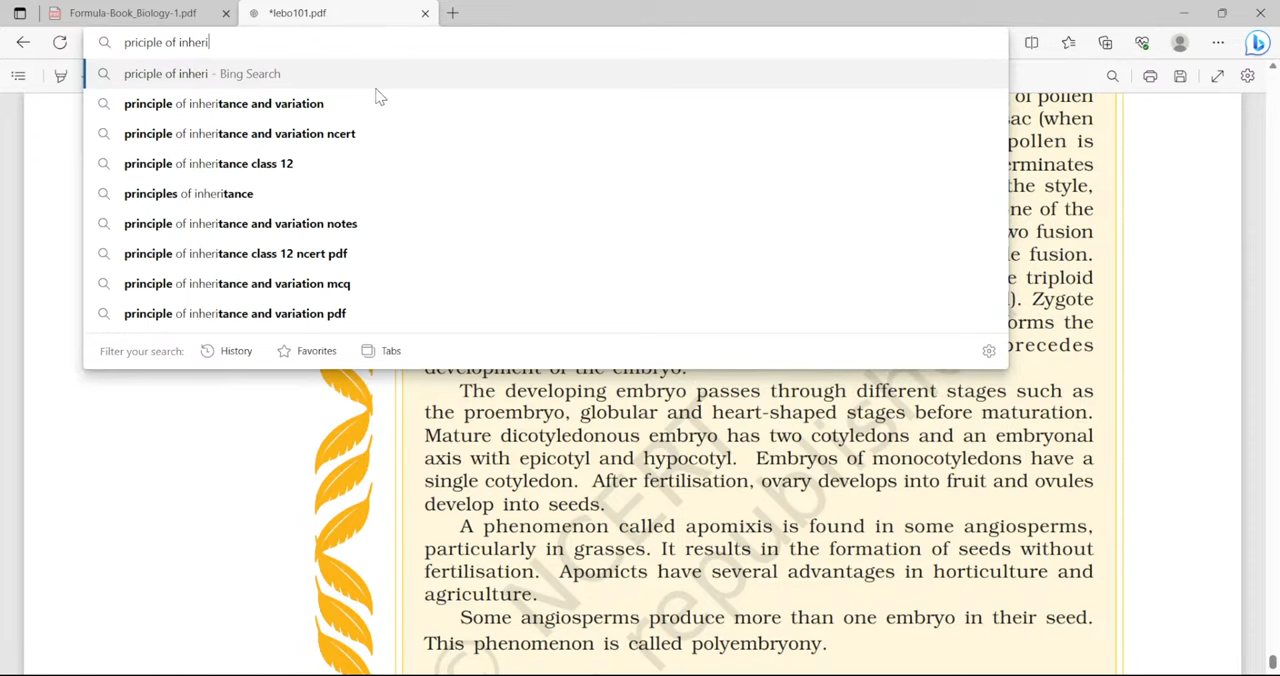 Formula-Book_Biology-1.pdf
*lebo101.pdf
priciple of inheri
priciple of inheri - Bing Search
principle of inheritance and variation
principle of inheritance and variation ncert
principle of inheritance class 12
principles of inheritance
principle of inheritance and variation notes
principle of inheritance class 12 ncert pdf
principle of inheritance and variation mcq
principle of inheritance and variation pdf
Filter your search: History Favorites Tabs
of pollen
sac (when
pollen is
erminates
the style,
ne of the
wo fusion
e fusion.
e triploid
). Zygote
orms the
precedes
development of the embryo.
The developing embryo passes through different stages such as
the proembryo, globular and heart-shaped stages before maturation.
Mature dicotyledonous embryo has two cotyledons and an embryonal
axis with epicotyl and hypocotyl. Embryos of monocotyledons have a
single cotyledon. After fertilisation, ovary develops into fruit and ovules
develop into seeds.
A phenomenon called apomixis is found in some angiosperms,
particularly in grasses. It results in the formation of seeds without
fertilisation. Apomicts have several advantages in horticulture and
agriculture.
Some angiosperms produce more than one embryo in their seed.
This phenomenon is called polyembryony.
© NCERT
republishe